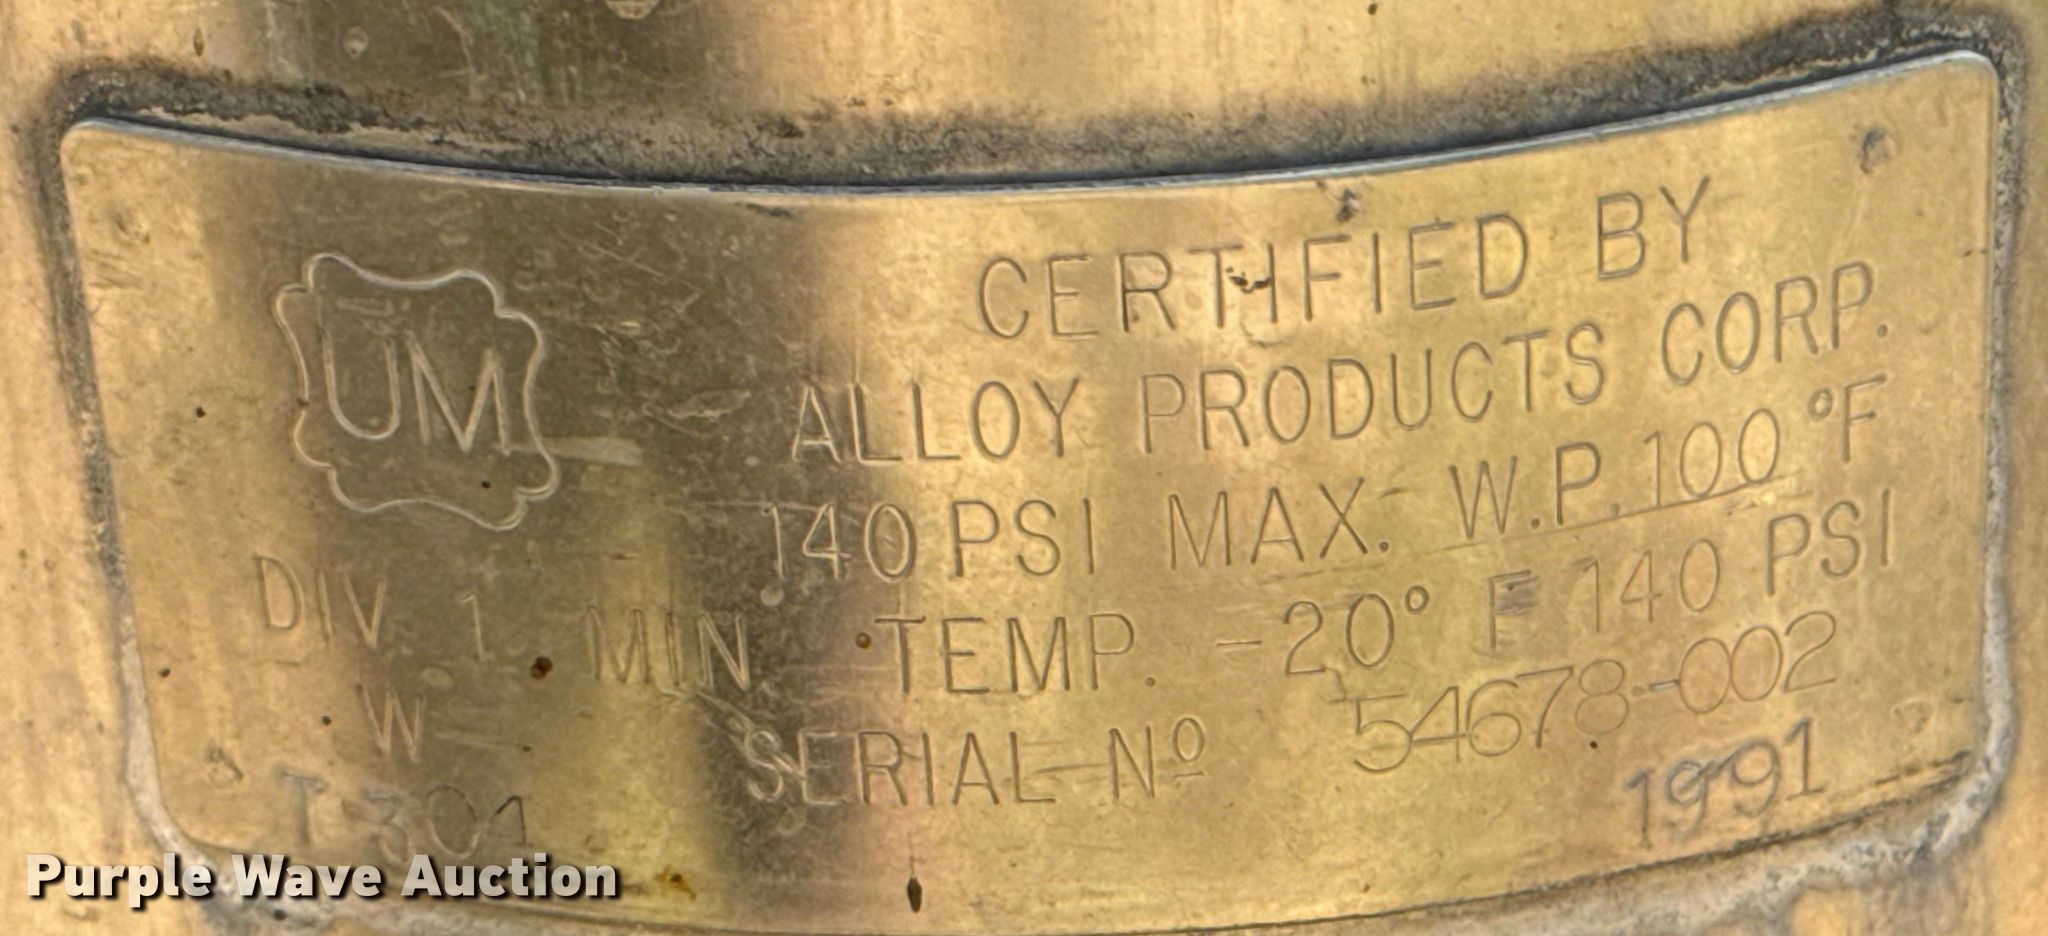 UM
CERTIFIED BY
ALLOY PRODUCTS CORP.
140 PSI MAX. W.P. 100 °F
DIV. 1 MIN. TEMP. -20° F 140 PSI
W
SERIAL Nº 54678-002
T-304
1991
Purple Wave Auction